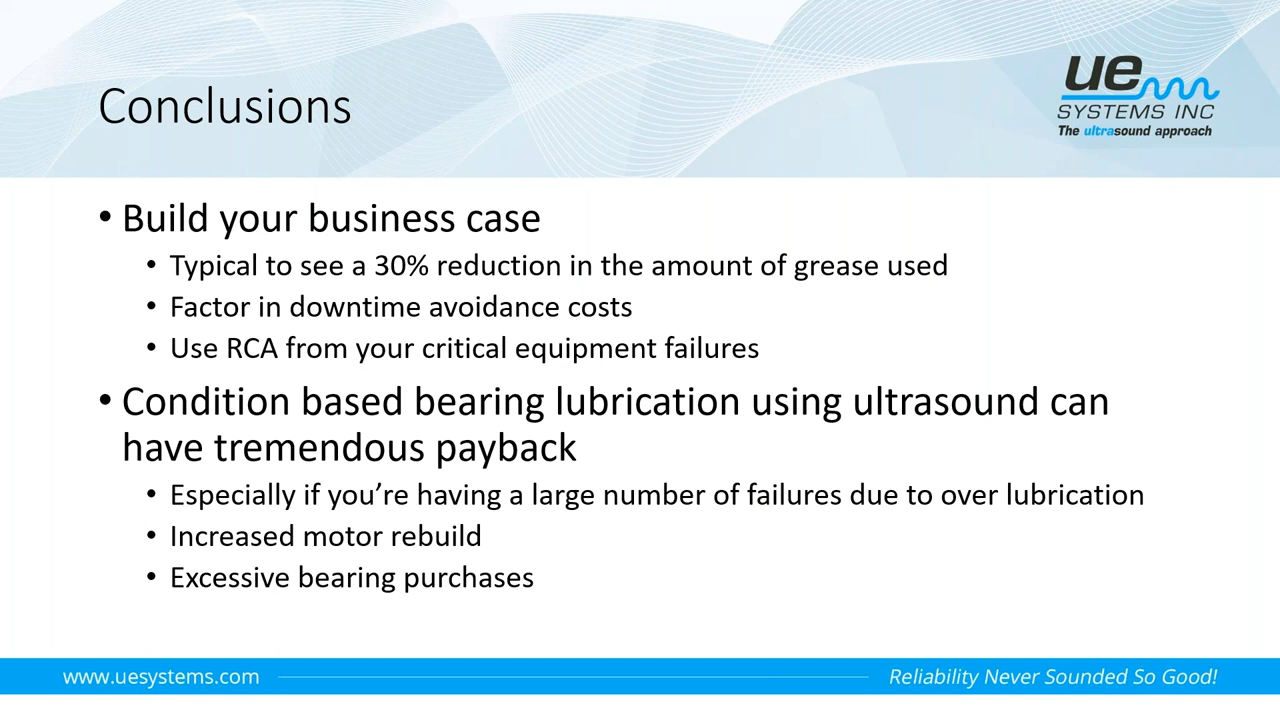 Conclusions
ue
SYSTEMS INC
The ultrasound approach
• Build your business case
• Typical to see a 30% reduction in the amount of grease used
• Factor in downtime avoidance costs
• Use RCA from your critical equipment failures
• Condition based bearing lubrication using ultrasound can
have tremendous payback
• Especially if you’re having a large number of failures due to over lubrication
• Increased motor rebuild
• Excessive bearing purchases
www.uesystems.com
Reliability Never Sounded So Good!